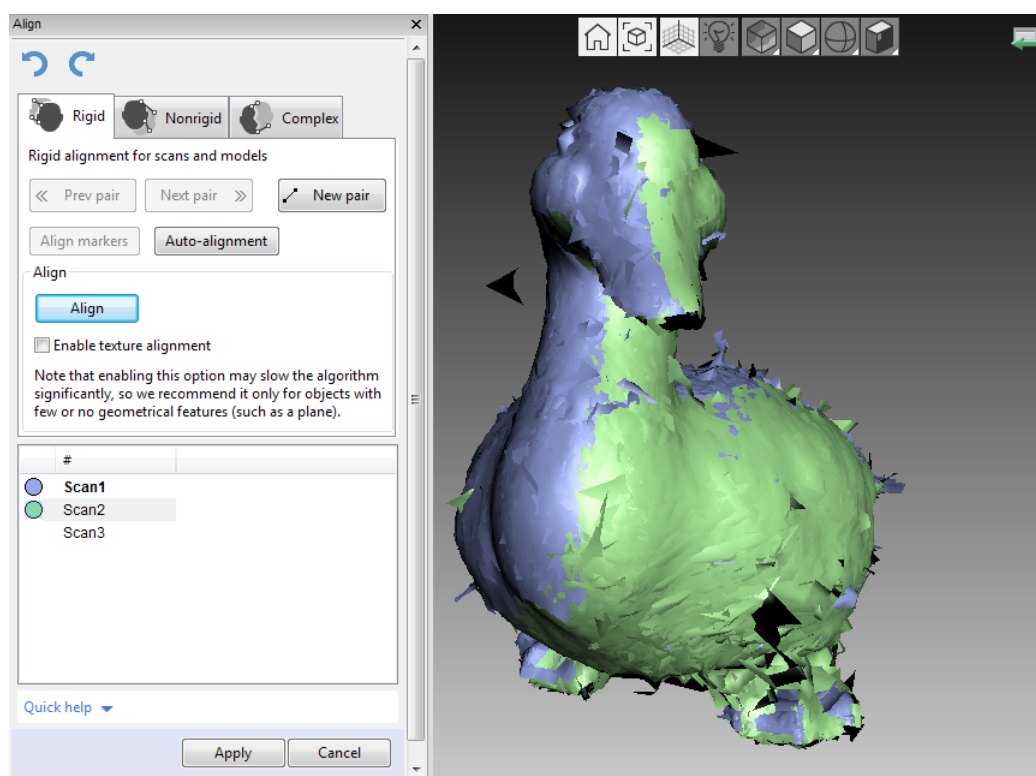 Align
Rigid
Nonrigid
Complex
Rigid alignment for scans and models
Prev pair
Next pair
New pair
Align markers
Auto-alignment
Align
Align
Enable texture alignment
Note that enabling this option may slow the algorithm
significantly, so we recommend it only for objects with
few or no geometrical features (such as a plane).
#
Scan1
Scan2
Scan3
Quick help
Apply
Cancel